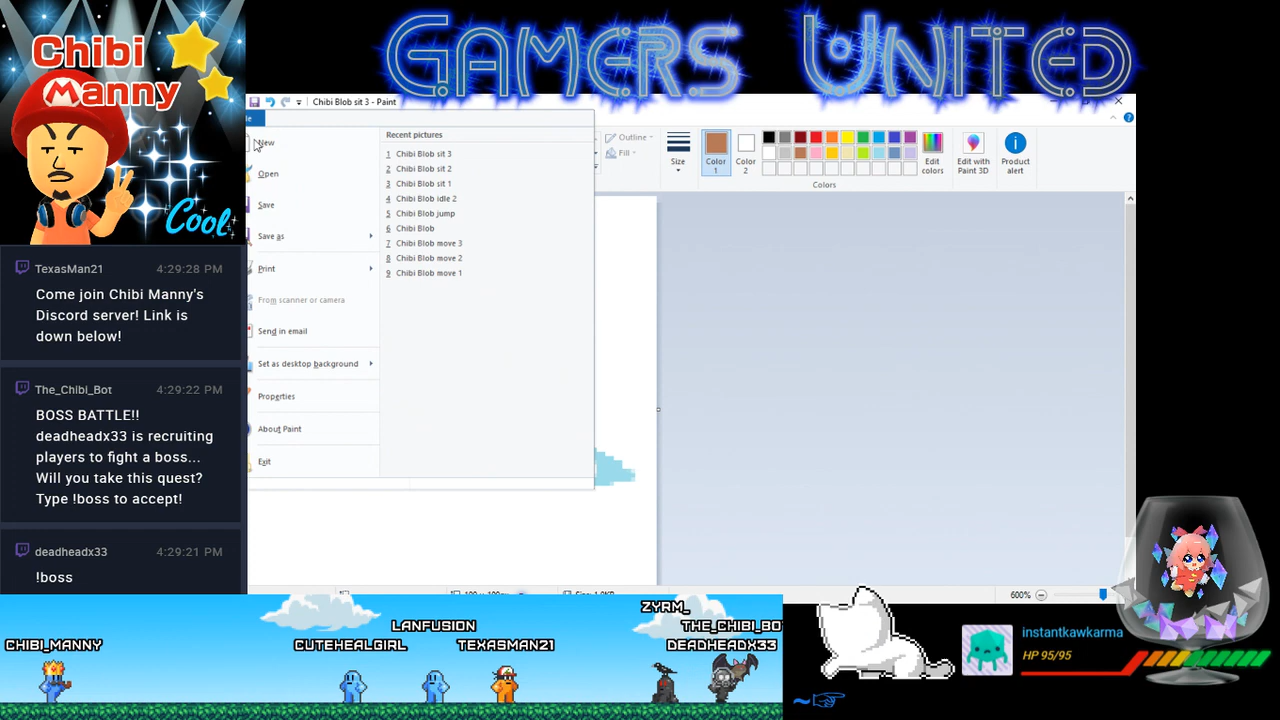 GAMERS UNITED
Chibi
Manny
Cool
TexasMan21 4:29:28 PM
Come join Chibi Manny's
Discord server! Link is
down below!
The_Chibi_Bot 4:29:22 PM
BOSS BATTLE!!
deadheadx33 is recruiting
players to fight a boss...
Will you take this quest?
Type !boss to accept!
deadheadx33 4:29:21 PM
!boss
Chibi Blob sit 3 - Paint
New
Open
Save
Save as
Print
From scanner or camera
Send in email
Set as desktop background
Properties
About Paint
Exit
Recent pictures
1 Chibi Blob sit 3
2 Chibi Blob sit 2
3 Chibi Blob sit 1
4 Chibi Blob idle 2
5 Chibi Blob jump
6 Chibi Blob
7 Chibi Blob move 3
8 Chibi Blob move 2
9 Chibi Blob move 1
Outline
Fill
Size
Color
1
Color
2
Edit
colors
Edit with
Paint 3D
Product
alert
Colors
600%
CHIBI_MANNY
CUTEHEALGIRL
LANFUSION
TEXASMAN21
ZYRM_
THE_CHIBI_BO
DEADHEADX33
instantkawkarma
HP 95/95